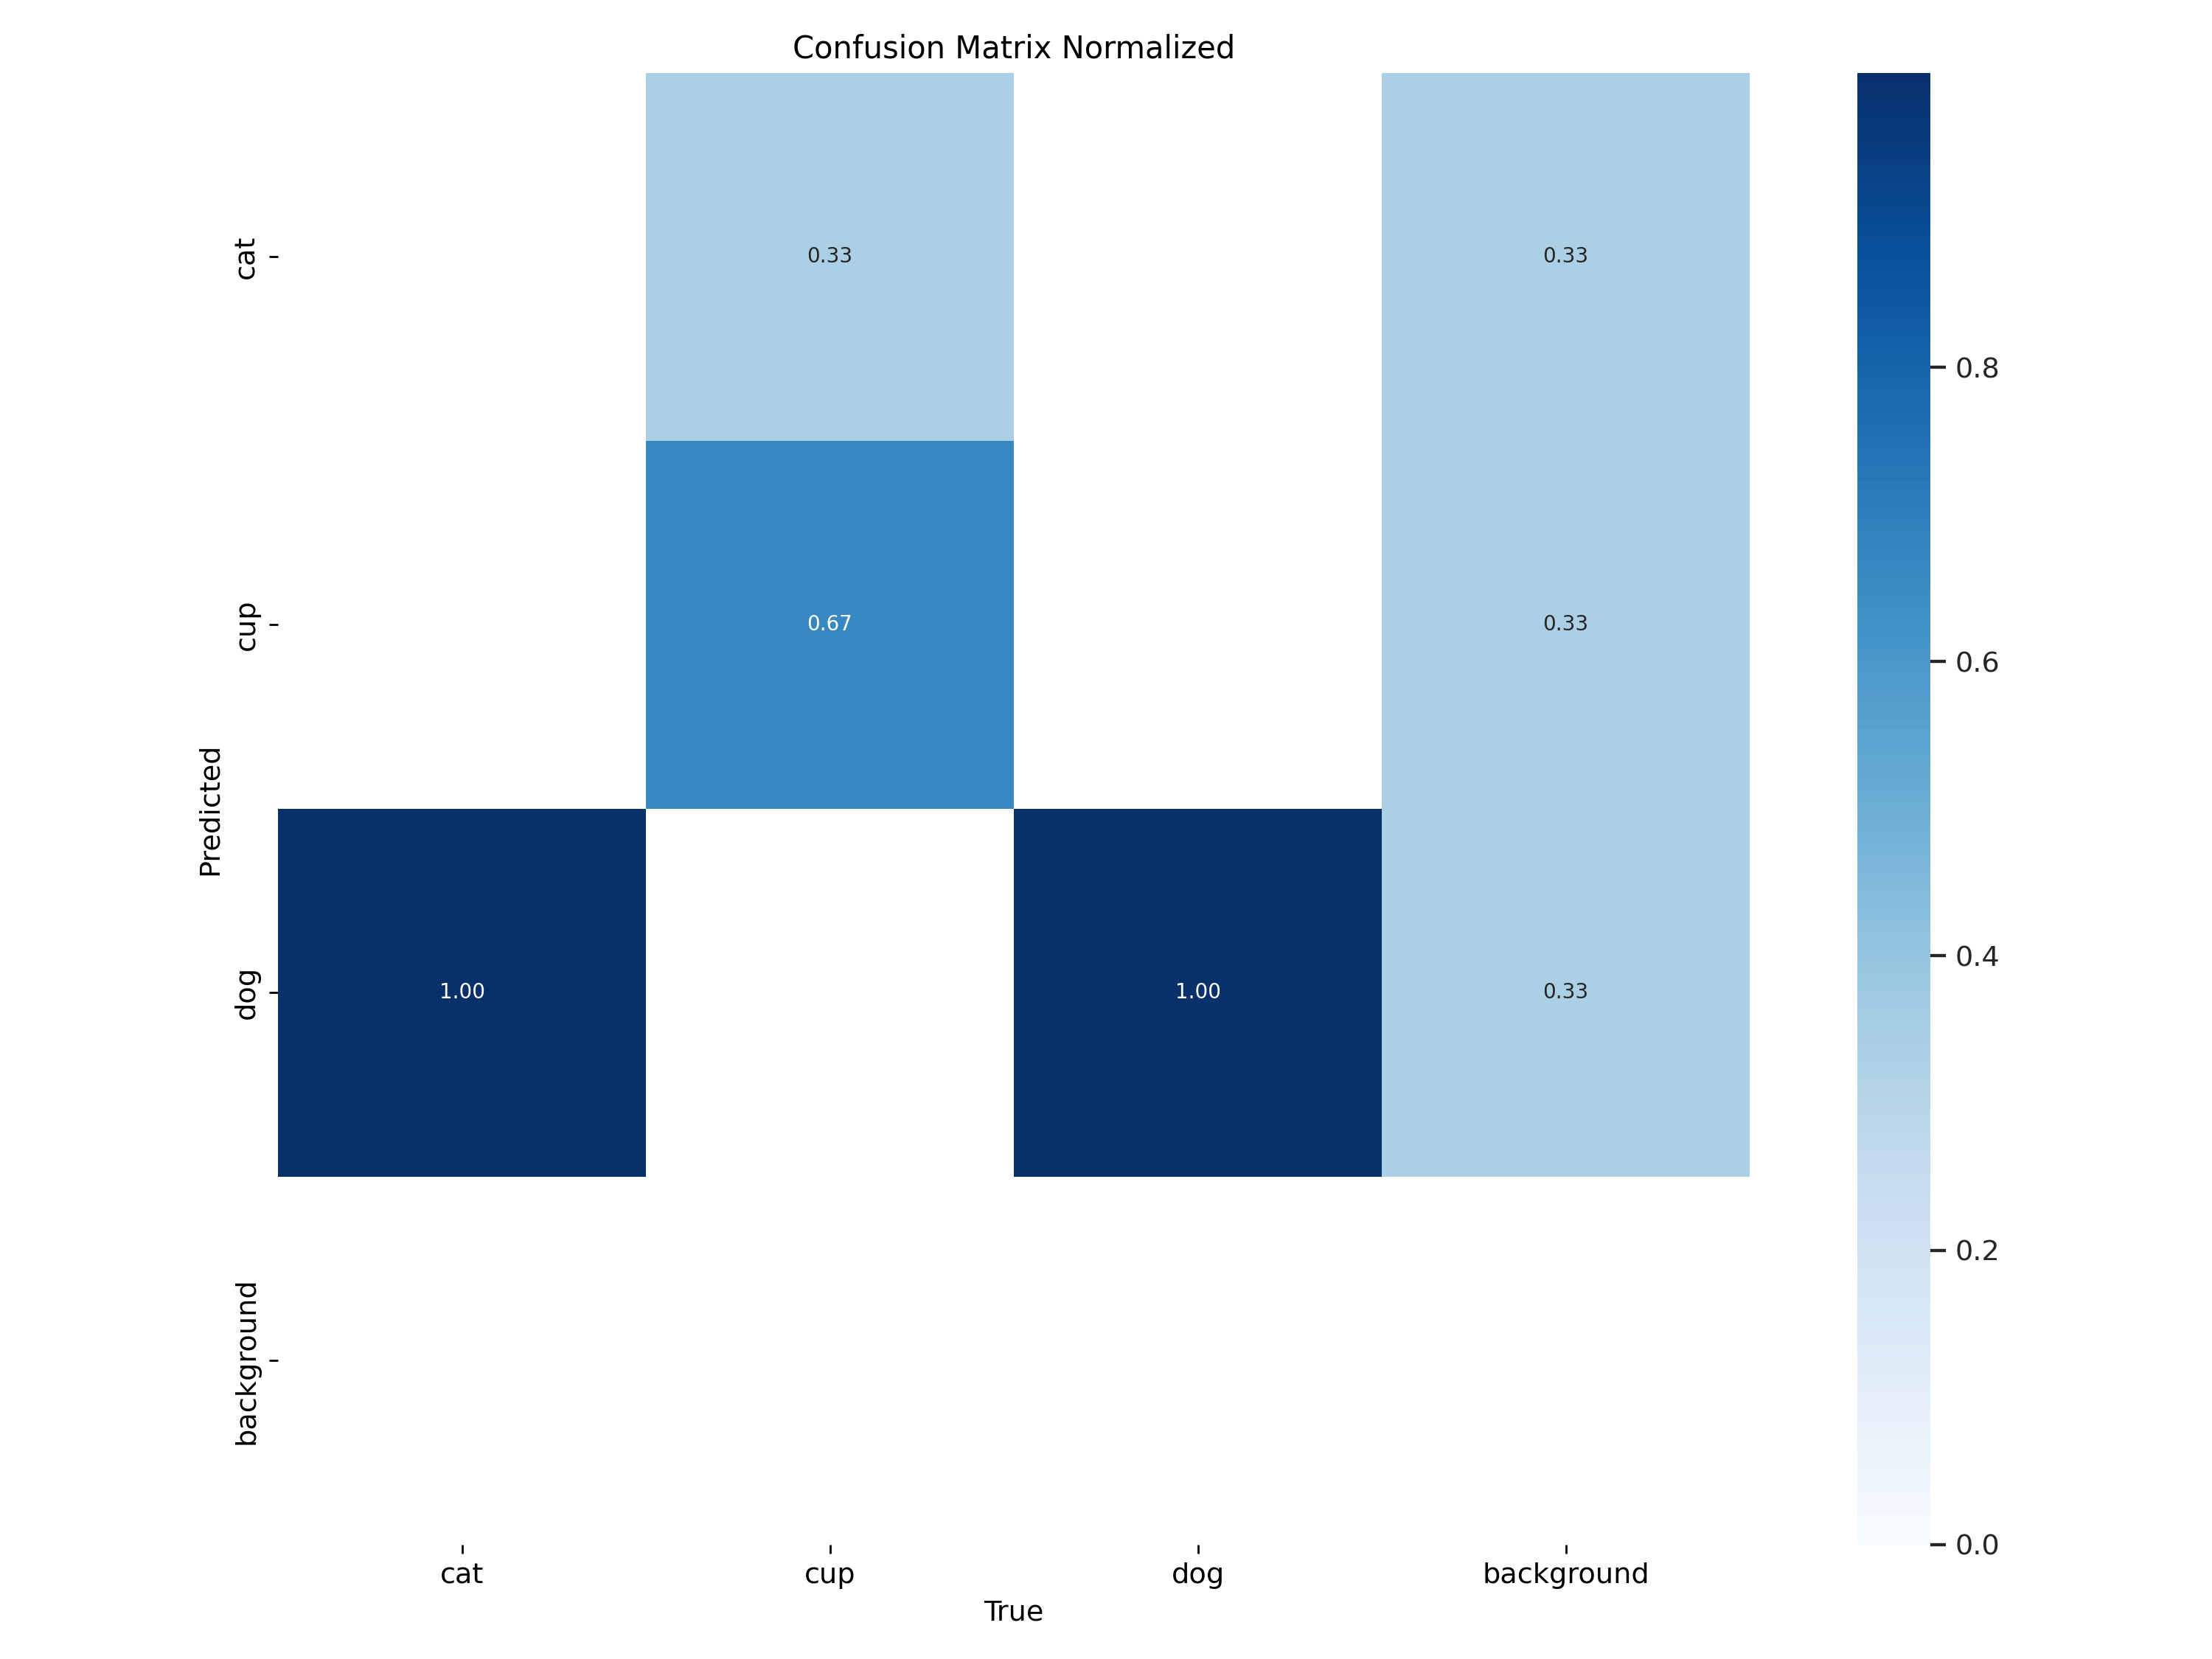 Confusion Matrix Normalized
cat
0.33
0.33
cup
0.67
0.33
dog
1.00
1.00
0.33
background
Predicted
cat
cup
dog
background
True
0.8
0.6
0.4
0.2
0.0